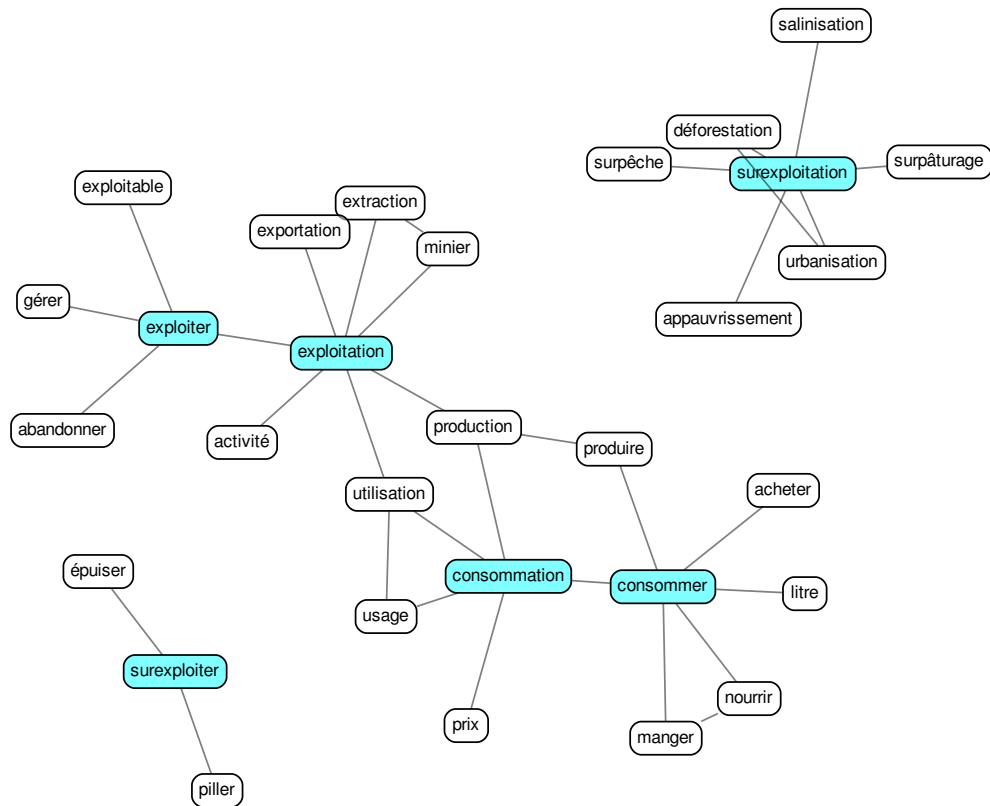 salinisation
déforestation
surpêche
surexploitation
surpâturage
exploitable
extraction
exportation
minier
urbanisation
gérer
appauvrissement
exploiter
exploitation
abandonner
activité
production
produire
utilisation
acheter
épuiser
consommation
consommer
litre
usage
surexploiter
nourrir
prix
manger
piller